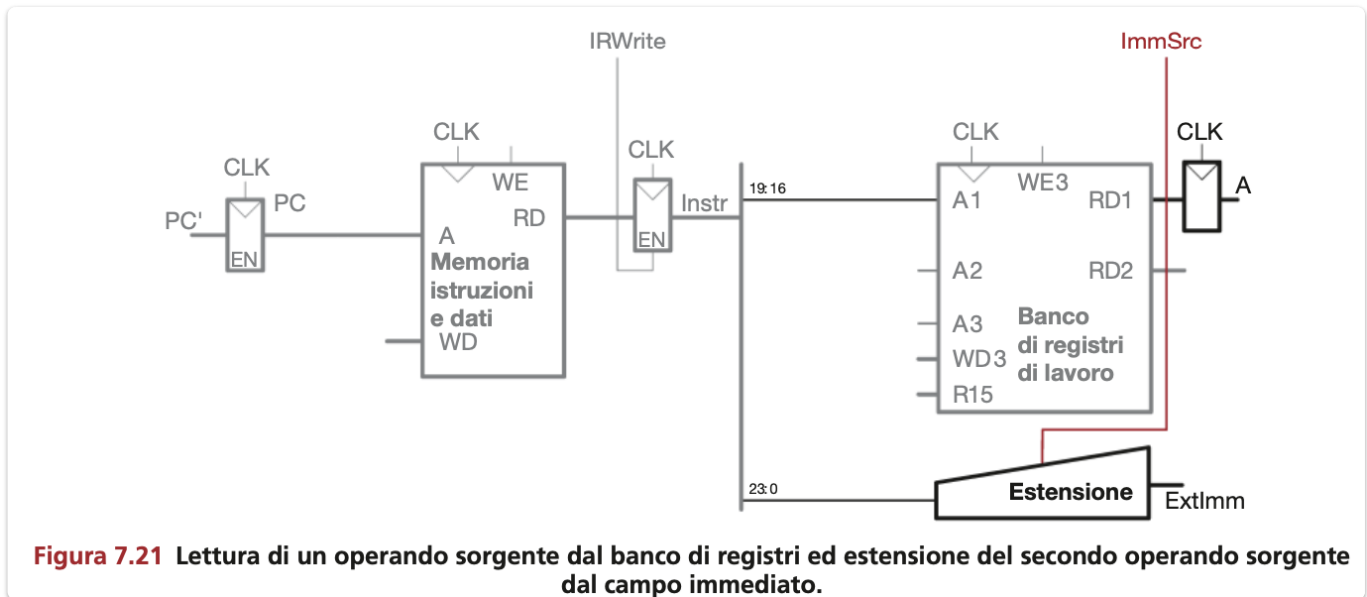 IRWrite
ImmSrc
CLK
CLK
CLK
CLK
CLK
PC'
PC
EN
WE
RD
A
Memoria
istruzioni
e dati
WD
EN
Instr
19:16
23:0
A1
WE3
RD1
A
A2
RD2
A3
Banco
WD3
di registri
di lavoro
R15
Estensione
ExtImm
Figura 7.21 Lettura di un operando sorgente dal banco di registri ed estensione del secondo operando sorgente
dal campo immediato.